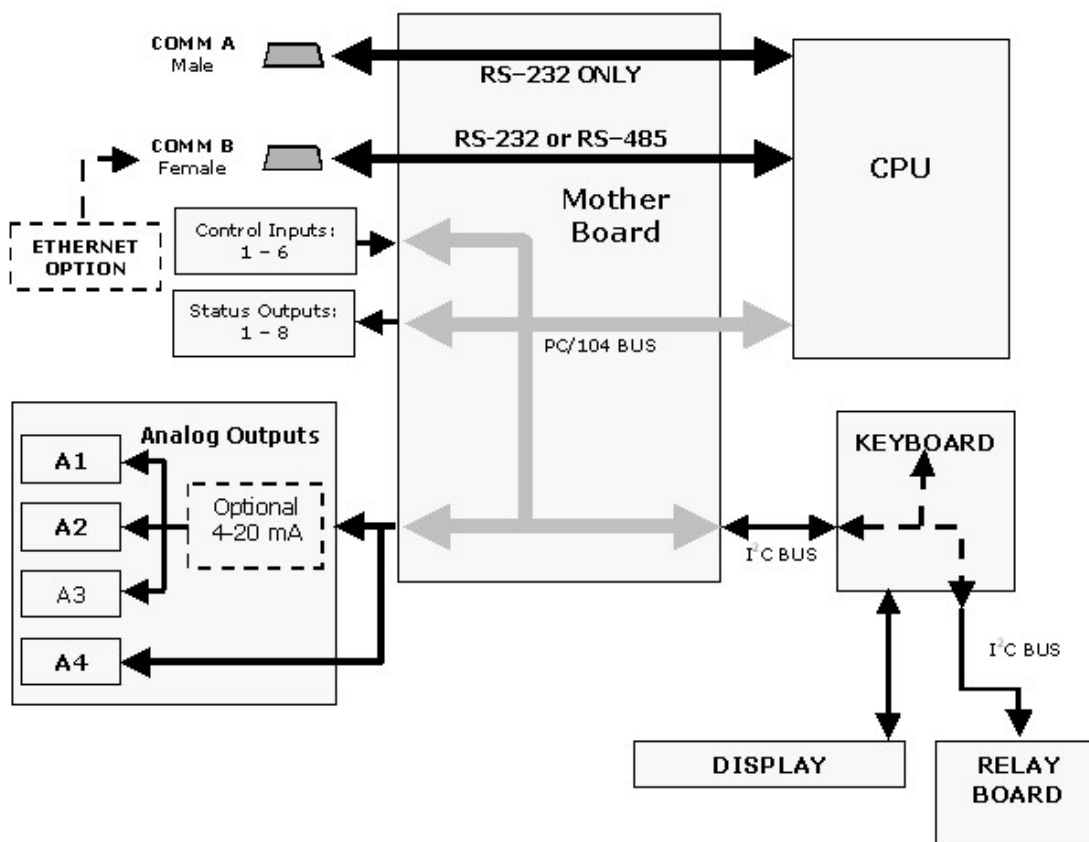 COMM A
Male
RS-232 ONLY
COMM B
Female
RS-232 or RS-485
CPU
Mother
Board
ETHERNET
OPTION
Control Inputs:
1 – 6
Status Outputs:
1 – 8
PC/104 BUS
Analog Outputs
A1
A2
A3
A4
Optional
4-20 mA
I²C BUS
KEYBOARD
I²C BUS
DISPLAY
RELAY
BOARD